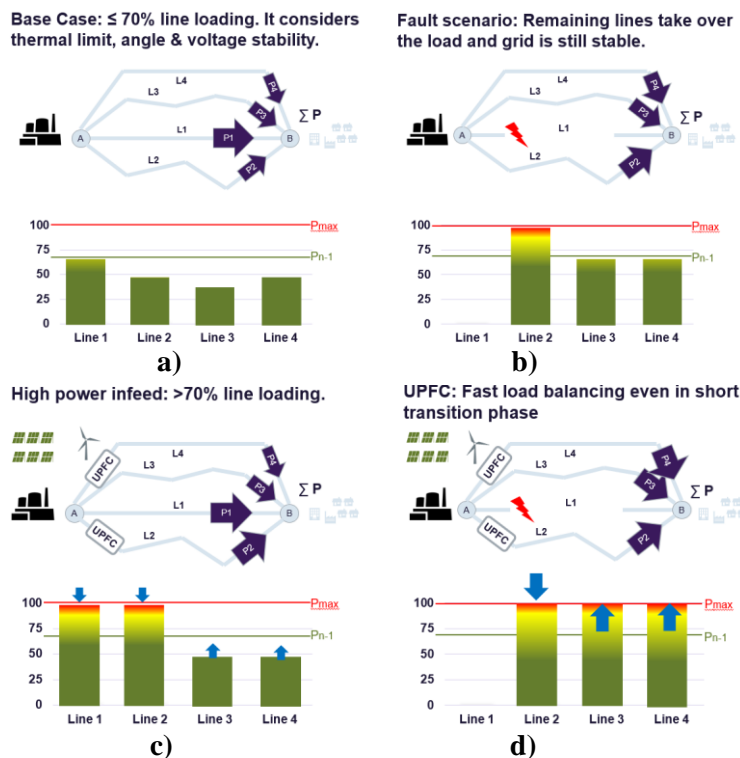 Base Case: ≤ 70% line loading. It considers
thermal limit, angle & voltage stability.
L4
P4
L3
P3
∑ P
A
L1
P1
B
L2
P2
100
Pmax
75
Pn-1
50
25
0
Line 1 Line 2 Line 3 Line 4
a)
Fault scenario: Remaining lines take over
the load and grid is still stable.
L4
P4
L3
P3
∑ P
A
L1
B
L2
P2
100
Pmax
75
Pn-1
50
25
0
Line 1 Line 2 Line 3 Line 4
b)
High power infeed: >70% line loading.
UPFC
L4
P4
L3
P3
∑ P
A
L1
P1
B
UPFC
L2
P2
100
Pmax
75
Pn-1
50
25
0
Line 1 Line 2 Line 3 Line 4
c)
UPFC: Fast load balancing even in short
transition phase
UPFC
L4
P4
L3
P3
∑ P
A
L1
B
UPFC
L2
P2
100
Pmax
75
Pn-1
50
25
0
Line 1 Line 2 Line 3 Line 4
d)